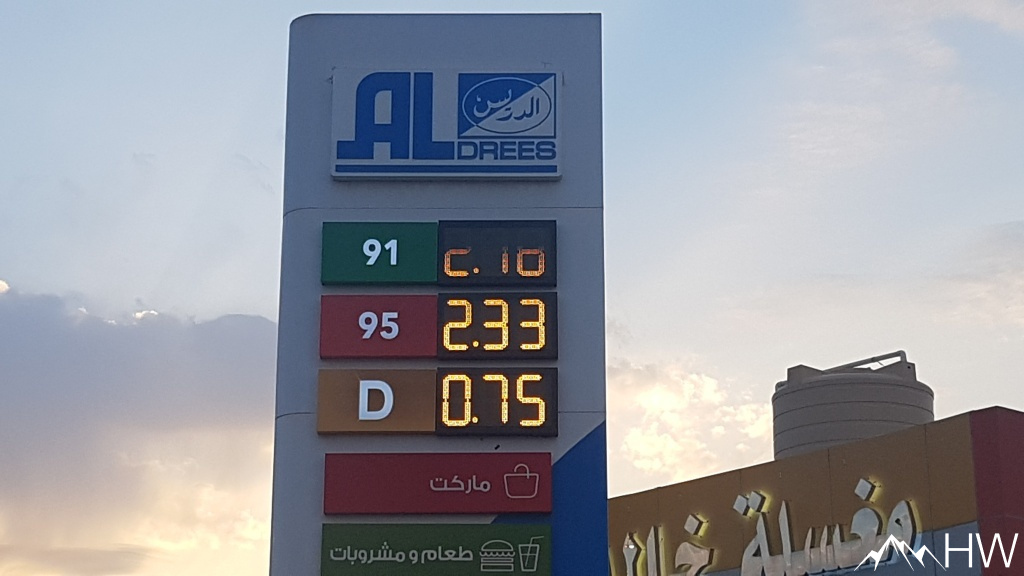 AL
الدريس
DREES
91 c. 10
95 2.33
D 0.75
ماركت
طعام و مشروبات
مغسلة
HW